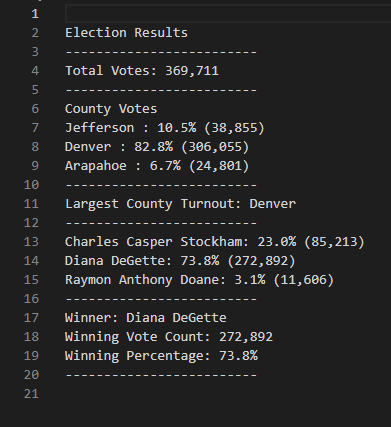 1
2 Election Results
3 -------------------------
4 Total Votes: 369,711
5 -------------------------
6 County Votes
7 Jefferson : 10.5% (38,855)
8 Denver : 82.8% (306,055)
9 Arapahoe : 6.7% (24,801)
10 -------------------------
11 Largest County Turnout: Denver
12 -------------------------
13 Charles Casper Stockham: 23.0% (85,213)
14 Diana DeGette: 73.8% (272,892)
15 Raymon Anthony Doane: 3.1% (11,606)
16 -------------------------
17 Winner: Diana DeGette
18 Winning Vote Count: 272,892
19 Winning Percentage: 73.8%
20 -------------------------
21